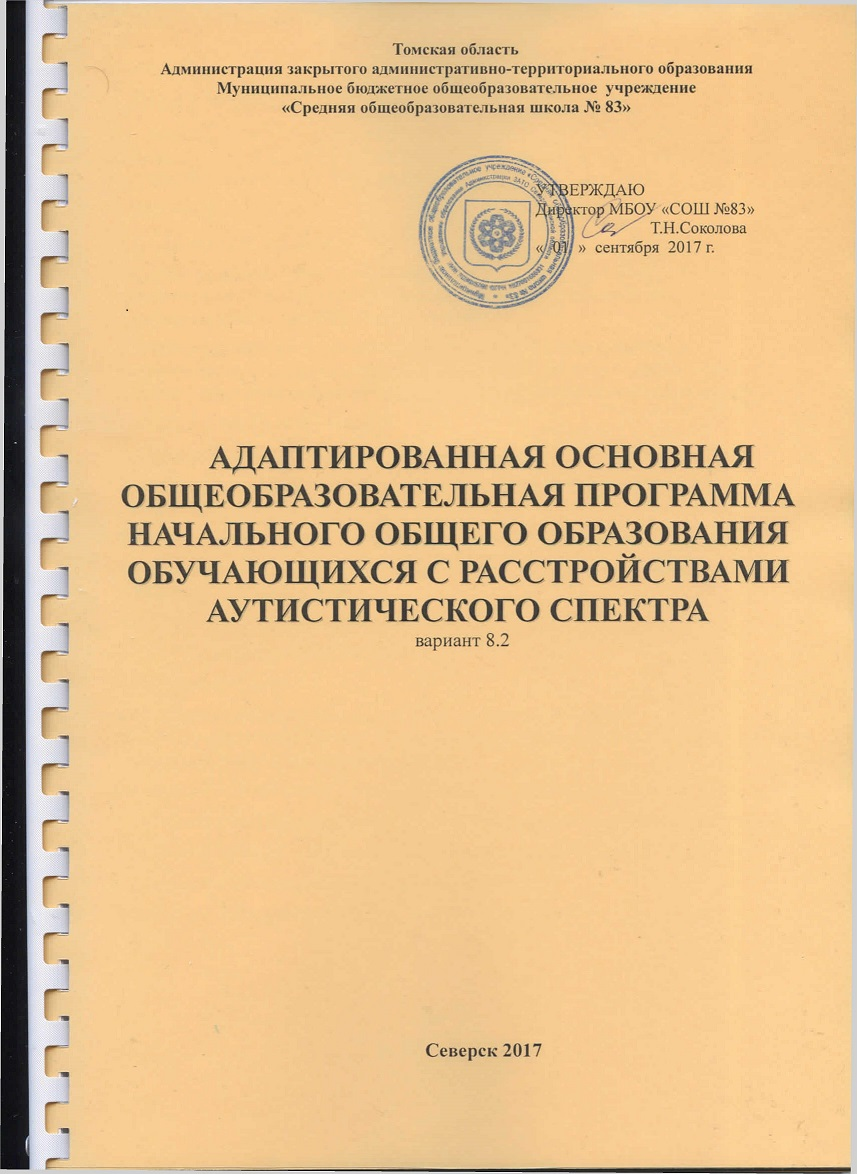 Томская область
Администрация закрытого административно-территориального образования
Муниципальное бюджетное общеобразовательное учреждение
«Средняя общеобразовательная школа № 83»
УТВЕРЖДАЮ
Директор МБОУ «СОШ №83»
Т.Н.Соколова
« 01 » сентября 2017 г.
АДАПТИРОВАННАЯ ОСНОВНАЯ
ОБЩЕОБРАЗОВАТЕЛЬНАЯ ПРОГРАММА
НАЧАЛЬНОГО ОБЩЕГО ОБРАЗОВАНИЯ
ОБУЧАЮЩИХСЯ С РАССТРОЙСТВАМИ
АУТИСТИЧЕСКОГО СПЕКТРА
вариант 8.2
Северск 2017